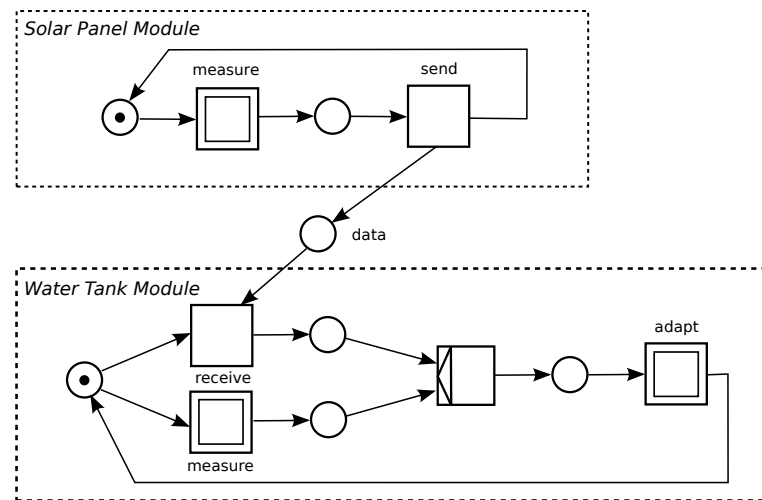 Solar Panel Module
measure
send
data
Water Tank Module
receive
adapt
measure